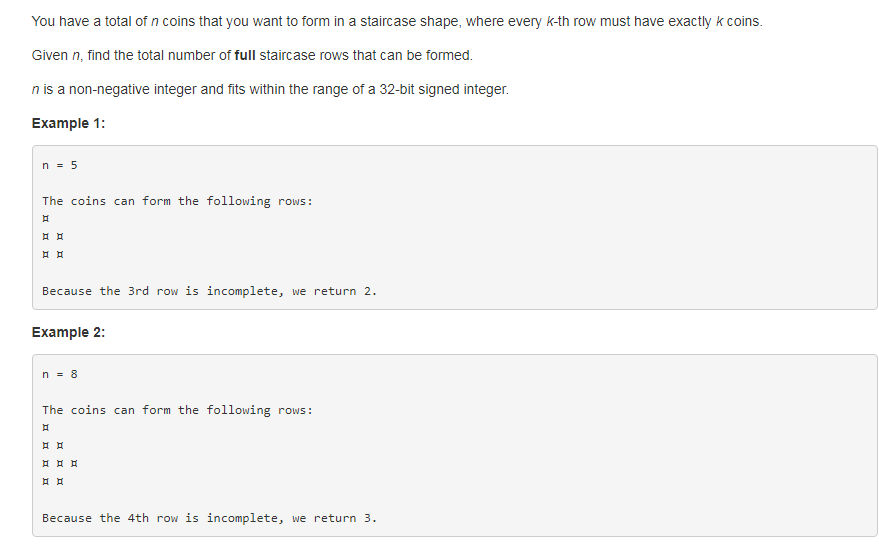 You have a total of n coins that you want to form in a staircase shape, where every k-th row must have exactly k coins.
Given n, find the total number of full staircase rows that can be formed.
n is a non-negative integer and fits within the range of a 32-bit signed integer.
Example 1:
n = 5
The coins can form the following rows:
¤
¤ ¤
¤ ¤
Because the 3rd row is incomplete, we return 2.
Example 2:
n = 8
The coins can form the following rows:
¤
¤ ¤
¤ ¤ ¤
¤ ¤
Because the 4th row is incomplete, we return 3.